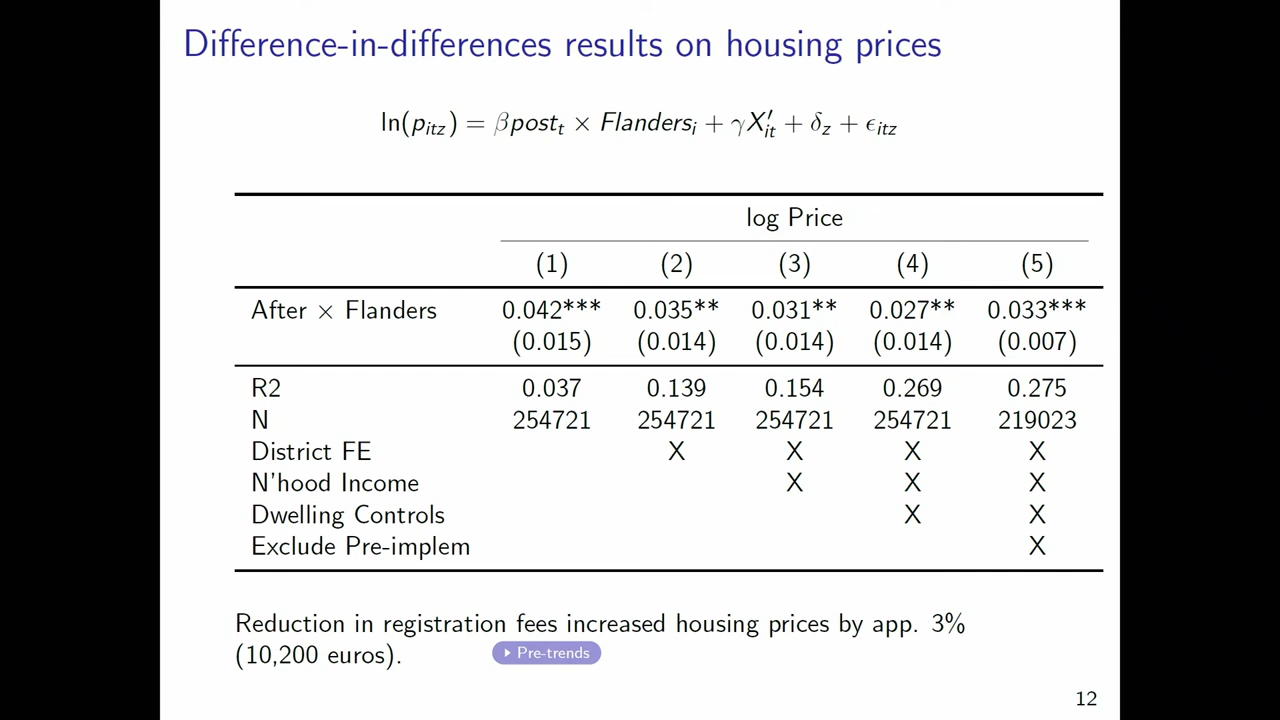 Difference-in-differences results on housing prices
ln(p_itz) = βpost_t × Flanders_i + γX′_it + δ_z + ϵ_itz
log Price
(1) (2) (3) (4) (5)
After × Flanders 0.042*** 0.035** 0.031** 0.027** 0.033***
(0.015) (0.014) (0.014) (0.014) (0.007)
R2 0.037 0.139 0.154 0.269 0.275
N 254721 254721 254721 254721 219023
District FE X X X X
N'hood Income X X X
Dwelling Controls X X
Exclude Pre-implem X
Reduction in registration fees increased housing prices by app. 3%
(10,200 euros). Pre-trends
12